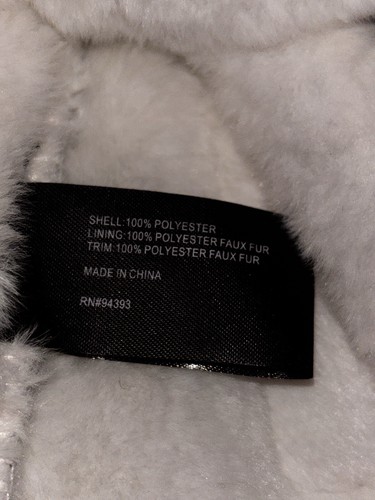 SHELL:100% POLYESTER
LINING:100% POLYESTER FAUX FUR
TRIM:100% POLYESTER FAUX FUR
MADE IN CHINA
RN#94393